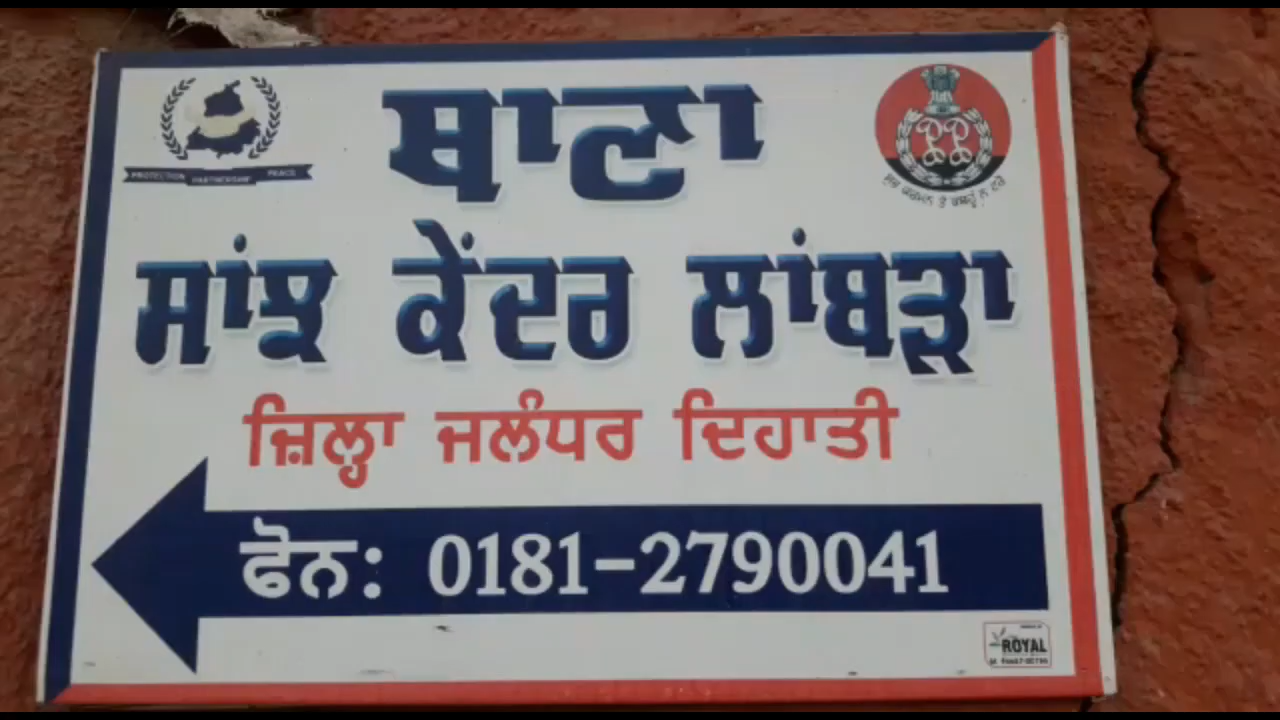 PROTECTION PARTNERSHIP PEACE
ਥਾਣਾ
ਸਾਂਝ ਕੇਂਦਰ ਲਾਂਬੜਾ
ਜ਼ਿਲ੍ਹਾ ਜਲੰਧਰ ਦਿਹਾਤੀ
ਫੋਨ: 0181-2790041
ROYAL